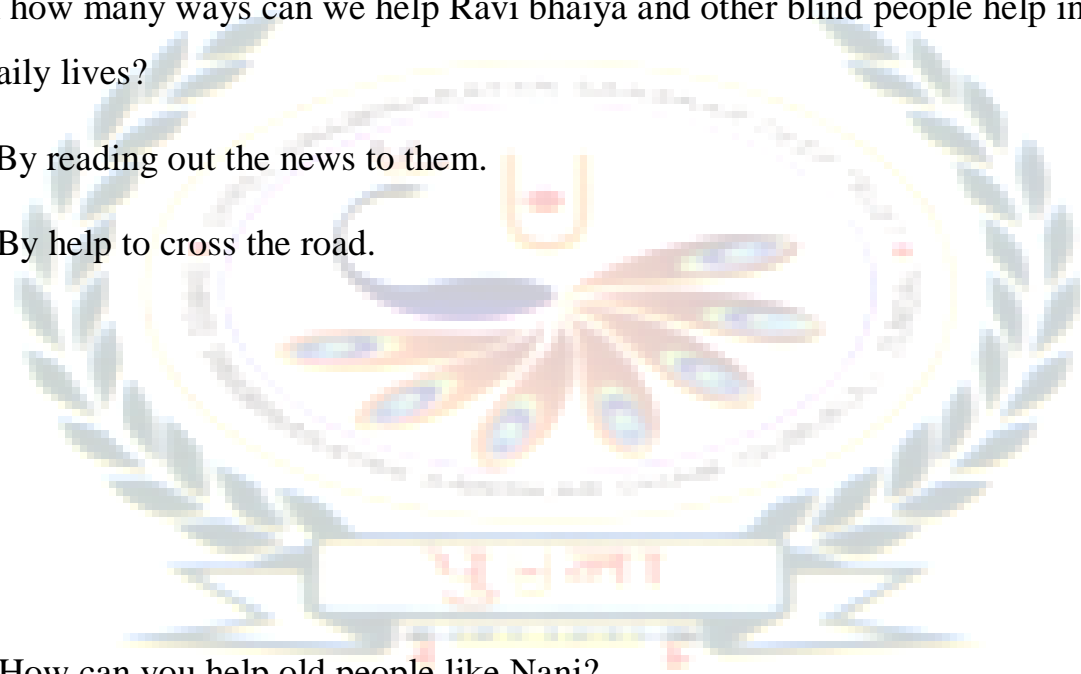 how many ways can we help Ravi bhaiya and other blind people help in
aily lives?
By reading out the news to them.
By help to cross the road.
How can you help old people like Nani?